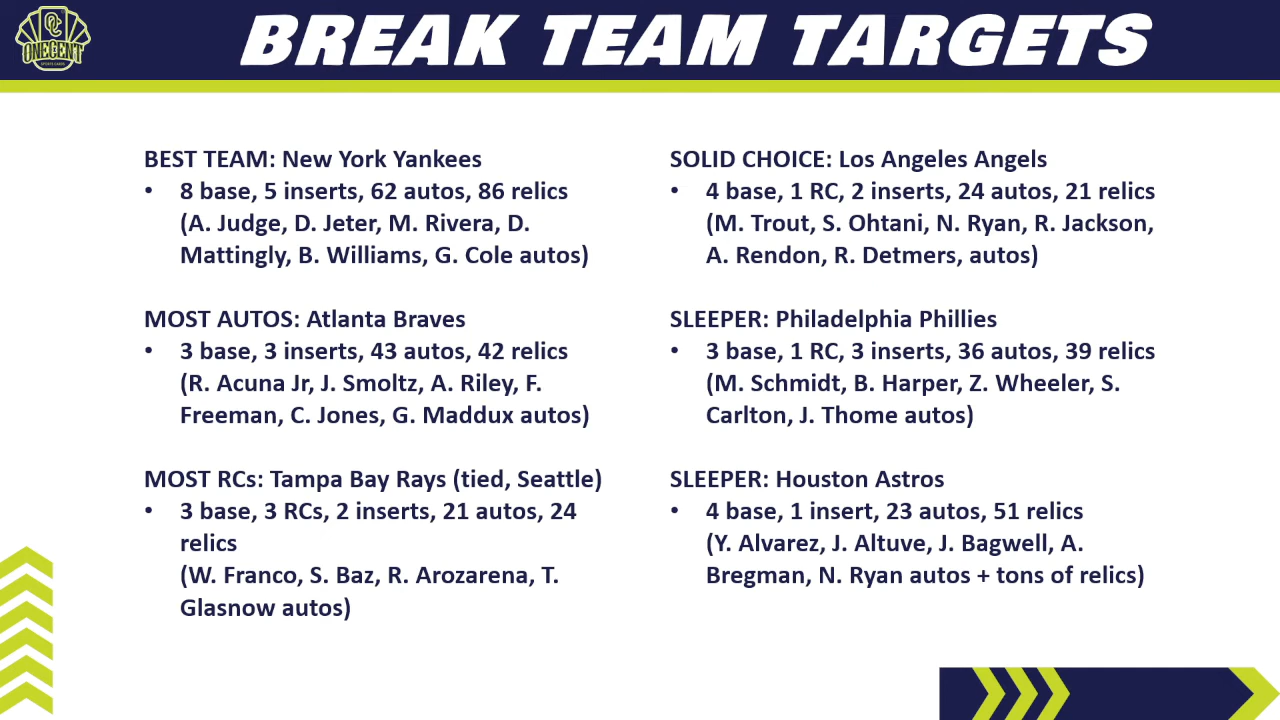 OC
ONEGENT
SPORTS CARDS
BREAK TEAM TARGETS
BEST TEAM: New York Yankees
• 8 base, 5 inserts, 62 autos, 86 relics
(A. Judge, D. Jeter, M. Rivera, D.
Mattingly, B. Williams, G. Cole autos)
MOST AUTOS: Atlanta Braves
• 3 base, 3 inserts, 43 autos, 42 relics
(R. Acuna Jr, J. Smoltz, A. Riley, F.
Freeman, C. Jones, G. Maddux autos)
MOST RCs: Tampa Bay Rays (tied, Seattle)
• 3 base, 3 RCs, 2 inserts, 21 autos, 24
relics
(W. Franco, S. Baz, R. Arozarena, T.
Glasnow autos)
SOLID CHOICE: Los Angeles Angels
• 4 base, 1 RC, 2 inserts, 24 autos, 21 relics
(M. Trout, S. Ohtani, N. Ryan, R. Jackson,
A. Rendon, R. Detmers, autos)
SLEEPER: Philadelphia Phillies
• 3 base, 1 RC, 3 inserts, 36 autos, 39 relics
(M. Schmidt, B. Harper, Z. Wheeler, S.
Carlton, J. Thome autos)
SLEEPER: Houston Astros
• 4 base, 1 insert, 23 autos, 51 relics
(Y. Alvarez, J. Altuve, J. Bagwell, A.
Bregman, N. Ryan autos + tons of relics)